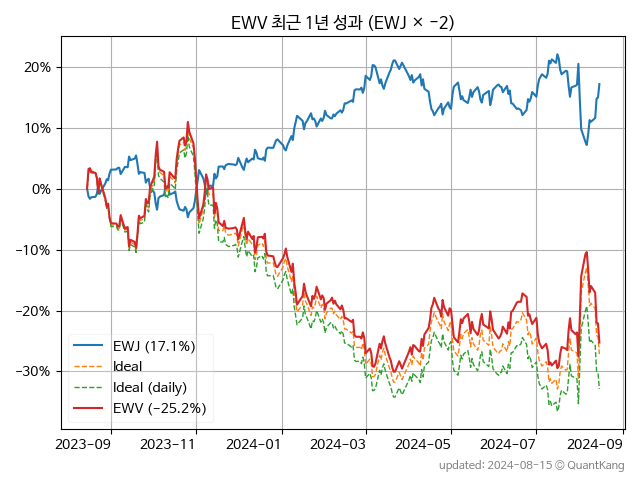 EWV 최근 1년 성과 (EWJ × -2)
20%
10%
0%
-10%
-20%
-30%
EWJ (17.1%)
Ideal
Ideal (daily)
EWV (-25.2%)
2023-09 2023-11 2024-01 2024-03 2024-05 2024-07 2024-09
updated: 2024-08-15 © QuantKang